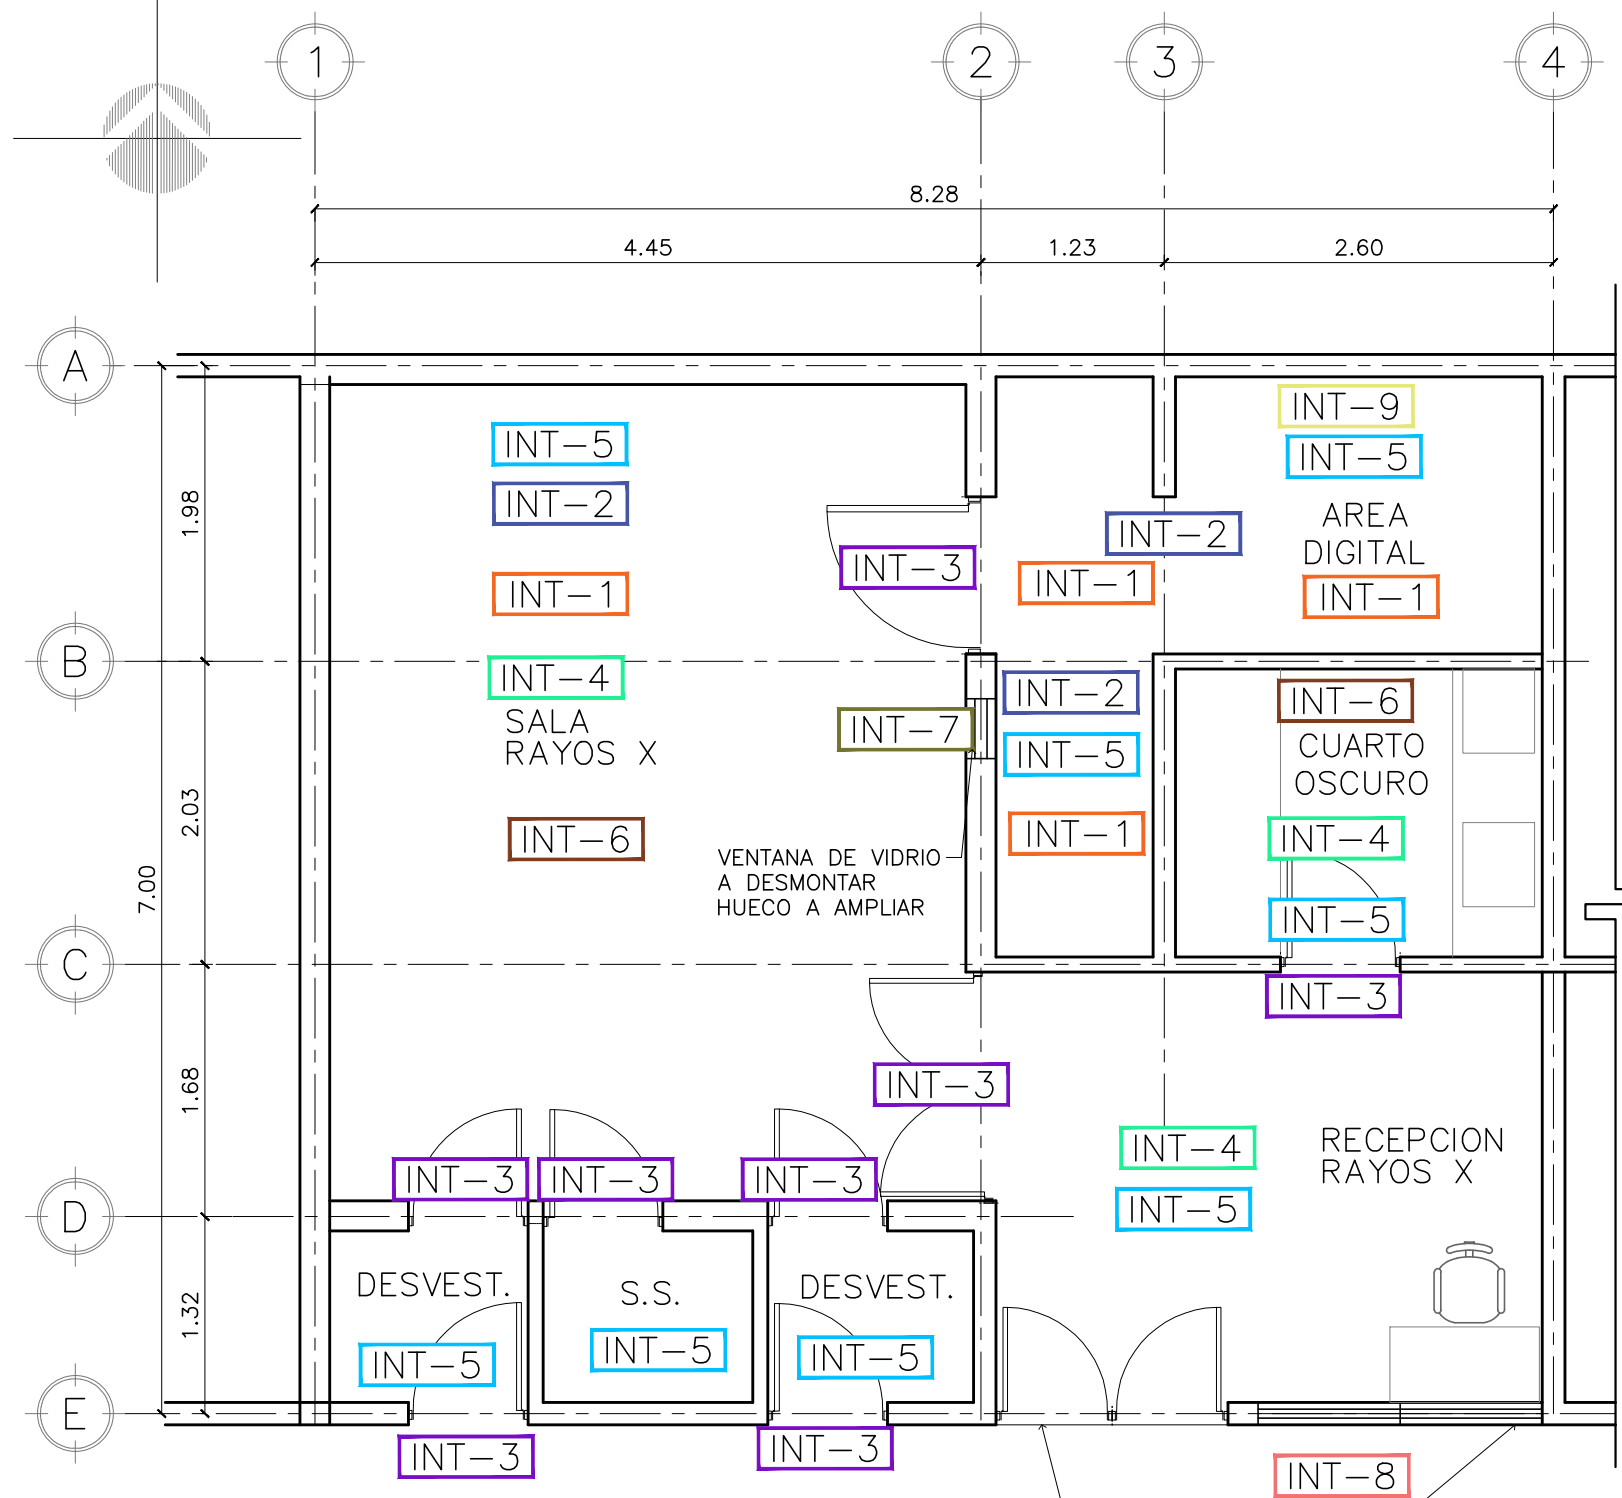 1
2
3
4
8.28
4.45
1.23
2.60
A
INT-9
INT-5
INT-5
INT-2
1.98
AREA
DIGITAL
INT-2
INT-3
INT-1
INT-1
INT-1
B
INT-4
INT-2
INT-6
SALA
RAYOS X
INT-7
CUARTO
OSCURO
INT-5
2.03
INT-6
INT-1
INT-4
VENTANA DE VIDRIO
A DESMONTAR
HUECO A AMPLIAR
7.00
INT-5
C
INT-3
1.68
INT-3
INT-4
RECEPCION
RAYOS X
INT-3
INT-3
INT-3
INT-5
D
DESVEST.
S.S.
DESVEST.
1.32
INT-5
INT-5
INT-5
E
INT-3
INT-3
INT-8